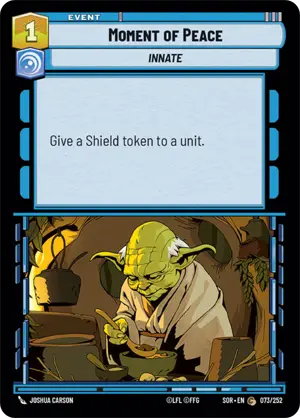 EVENT
1
MOMENT OF PEACE
INNATE
Give a Shield token to a unit.
JOSHUA CARSON
©LFL ©FFG
SOR • EN
C
073/252